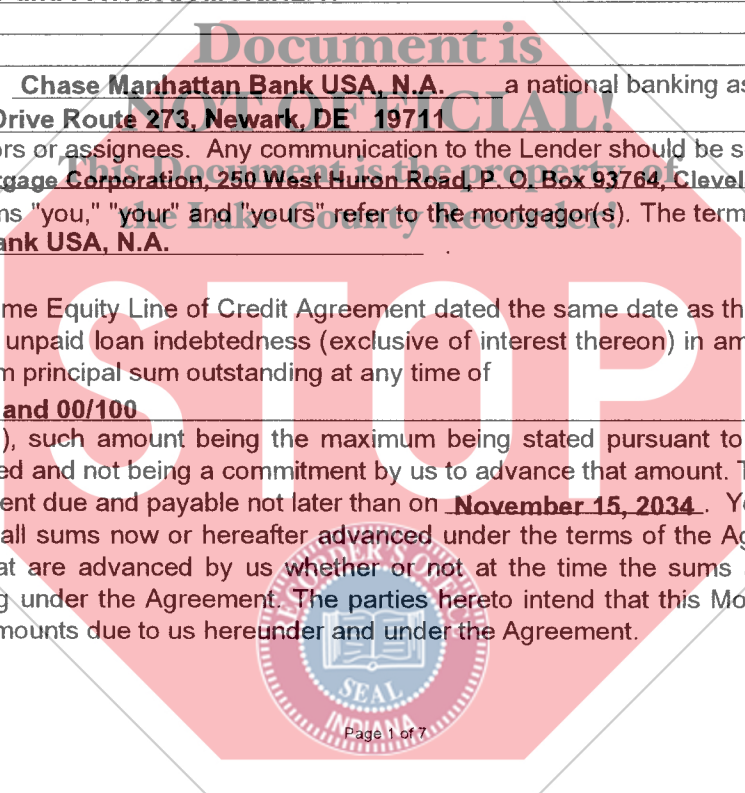 Document is
Chase Manhattan Bank USA, N.A. a national banking as
NOT OFFICIAL!
Drive Route 273, Newark, DE 19711
ors or assignees. Any communication to the Lender should be s
This Document is the property of
gage Corporation, 250 West Huron Road, P. O. Box 93764, Clevel
ms "you," "your" and "yours" refer to the mortgagor(s). The term
the Lake County Recorder!
ank USA, N.A. .
me Equity Line of Credit Agreement dated the same date as th
unpaid loan indebtedness (exclusive of interest thereon) in am
m principal sum outstanding at any time of
and 00/100
), such amount being the maximum being stated pursuant to
ed and not being a commitment by us to advance that amount. T
ent due and payable not later than on November 15, 2034. Yo
all sums now or hereafter advanced under the terms of the Ag
at are advanced by us whether or not at the time the sums
g under the Agreement. The parties hereto intend that this Mo
mounts due to us hereunder and under the Agreement.
STOP
RECORDER'S OFFICE
SEAL
INDIANA
Page 1 of 7